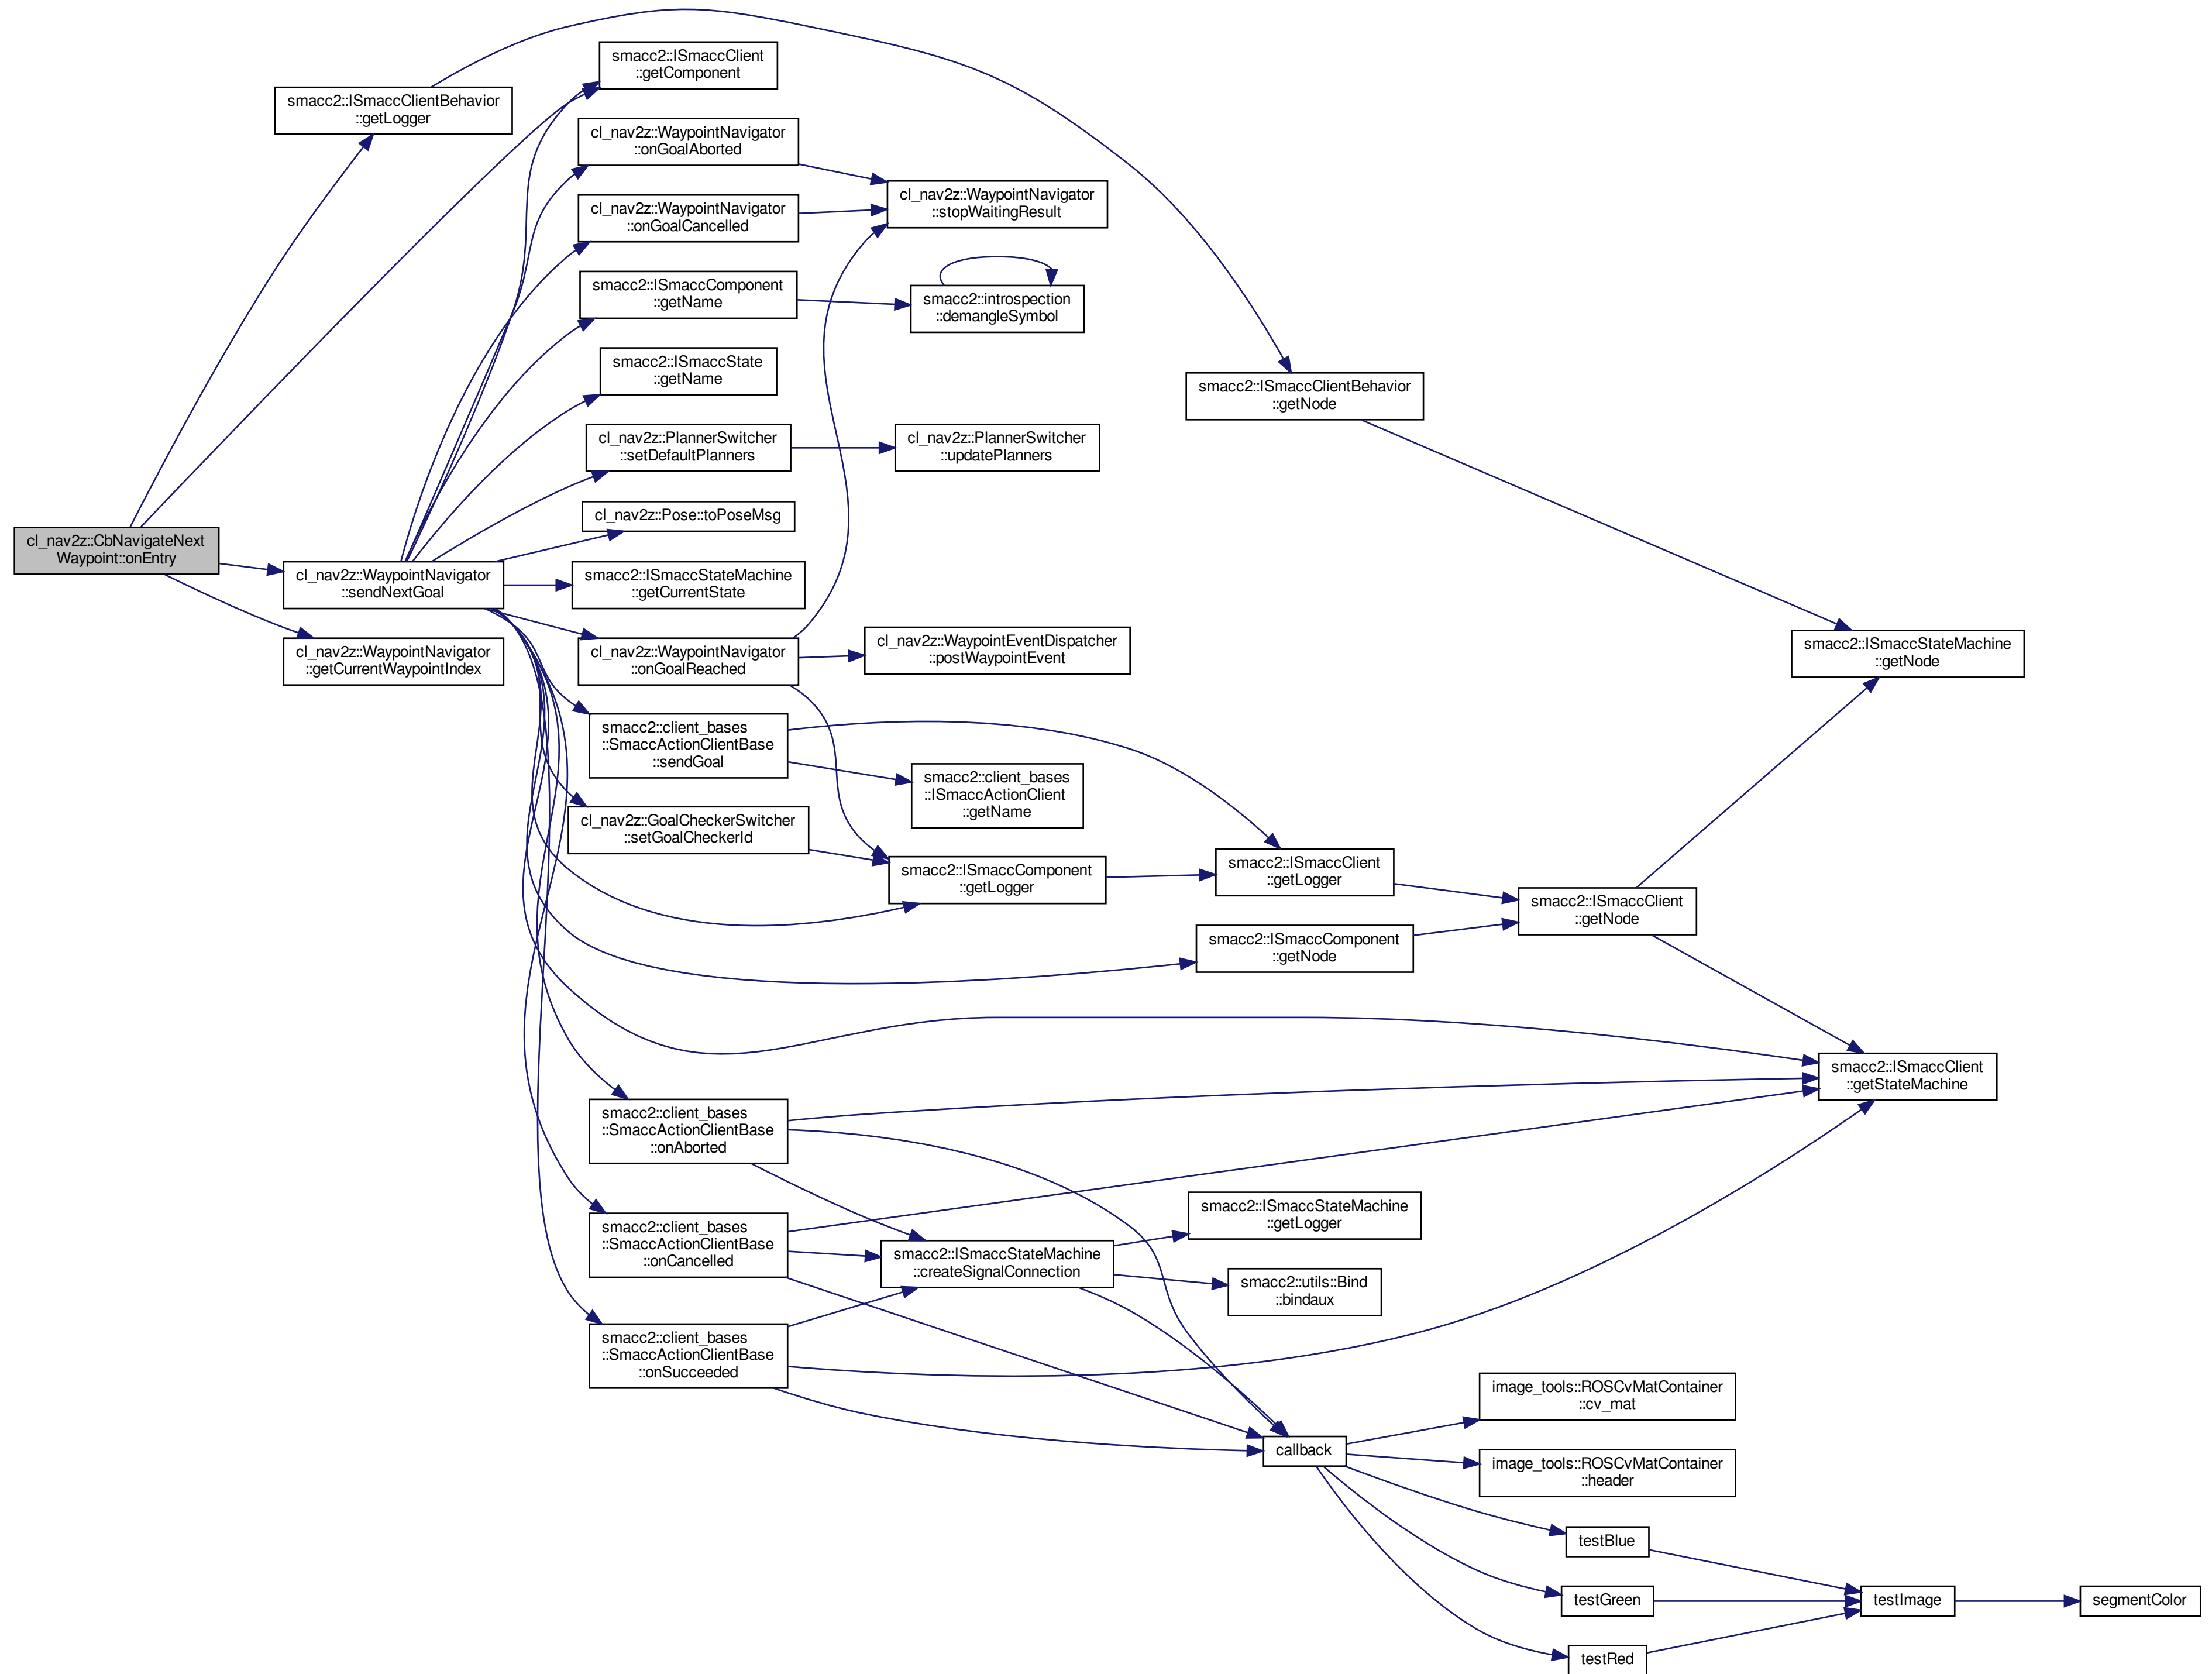 smacc2::ISmaccClient
::getComponent
smacc2::ISmaccClientBehavior
::getLogger
cl_nav2z::WaypointNavigator
::onGoalAborted
cl_nav2z::WaypointNavigator
::stopWaitingResult
cl_nav2z::WaypointNavigator
::onGoalCancelled
smacc2::ISmaccComponent
::getName
smacc2::introspection
::demangleSymbol
smacc2::ISmaccState
::getName
smacc2::ISmaccClientBehavior
::getNode
cl_nav2z::PlannerSwitcher
::setDefaultPlanners
cl_nav2z::PlannerSwitcher
::updatePlanners
cl_nav2z::Pose::toPoseMsg
cl_nav2z::CbNavigateNext
Waypoint::onEntry
cl_nav2z::WaypointNavigator
::sendNextGoal
smacc2::ISmaccStateMachine
::getCurrentState
cl_nav2z::WaypointNavigator
::getCurrentWaypointIndex
cl_nav2z::WaypointNavigator
::onGoalReached
cl_nav2z::WaypointEventDispatcher
::postWaypointEvent
smacc2::ISmaccStateMachine
::getNode
smacc2::client_bases
::SmaccActionClientBase
::sendGoal
smacc2::client_bases
::ISmaccActionClient
::getName
cl_nav2z::GoalCheckerSwitcher
::setGoalCheckerId
smacc2::ISmaccComponent
::getLogger
smacc2::ISmaccClient
::getLogger
smacc2::ISmaccClient
::getNode
smacc2::ISmaccComponent
::getNode
smacc2::ISmaccClient
::getStateMachine
smacc2::client_bases
::SmaccActionClientBase
::onAborted
smacc2::client_bases
::SmaccActionClientBase
::onCancelled
smacc2::ISmaccStateMachine
::createSignalConnection
smacc2::ISmaccStateMachine
::getLogger
smacc2::utils::Bind
::bindaux
smacc2::client_bases
::SmaccActionClientBase
::onSucceeded
callback
image_tools::ROSCvMatContainer
::cv_mat
image_tools::ROSCvMatContainer
::header
testBlue
testGreen
testImage
segmentColor
testRed